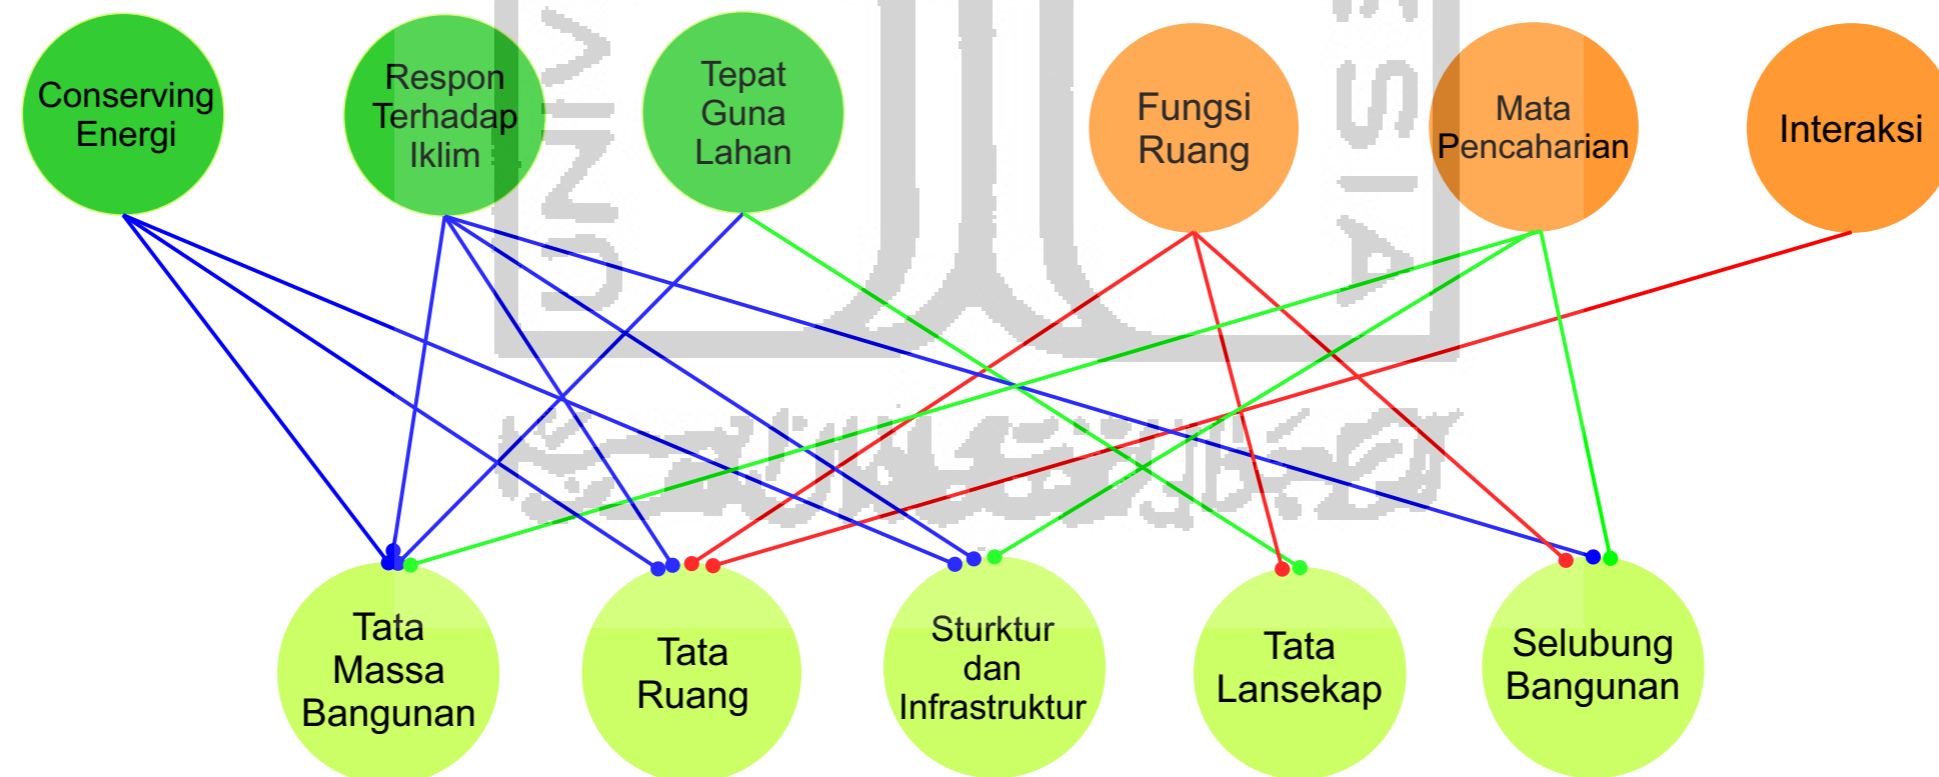 Conserving
Energi
Respon
Terhadap
Iklim
Tepat
Guna
Lahan
Fungsi
Ruang
Mata
Pencaharian
Interaksi
Tata
Massa
Bangunan
Tata
Ruang
Sturktur
dan
Infrastruktur
Tata
Lansekap
Selubung
Bangunan